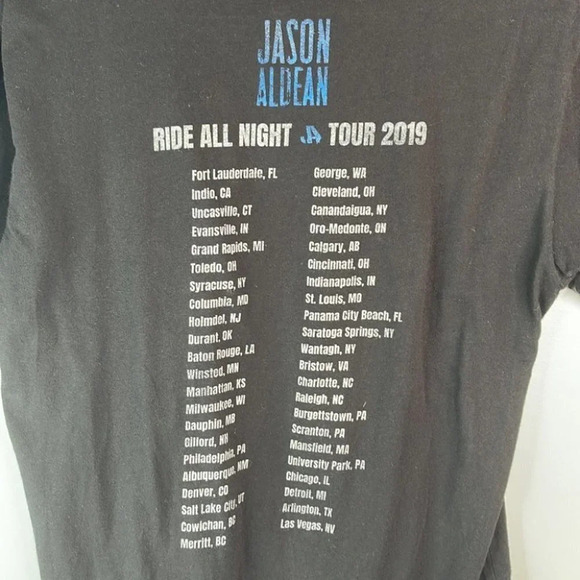 JASON
ALDEAN
RIDE ALL NIGHT JA TOUR 2019
Fort Lauderdale, FL
Indio, CA
Uncasville, CT
Evansville, IN
Grand Rapids, MI
Toledo, OH
Syracuse, NY
Columbia, MD
Holmdel, NJ
Durant, OK
Baton Rouge, LA
Winsted, MN
Manhattan, KS
Milwaukee, WI
Dauphin, MB
Gilford, NH
Philadelphia, PA
Albuquerque, NM
Denver, CO
Salt Lake City, UT
Cowichan, BC
Merritt, BC
George, WA
Cleveland, OH
Canandaigua, NY
Oro-Medonte, ON
Calgary, AB
Cincinnati, OH
Indianapolis, IN
St. Louis, MO
Panama City Beach, FL
Saratoga Springs, NY
Wantagh, NY
Bristow, VA
Charlotte, NC
Raleigh, NC
Burgettstown, PA
Scranton, PA
Mansfield, MA
University Park, PA
Chicago, IL
Detroit, MI
Arlington, TX
Las Vegas, NV